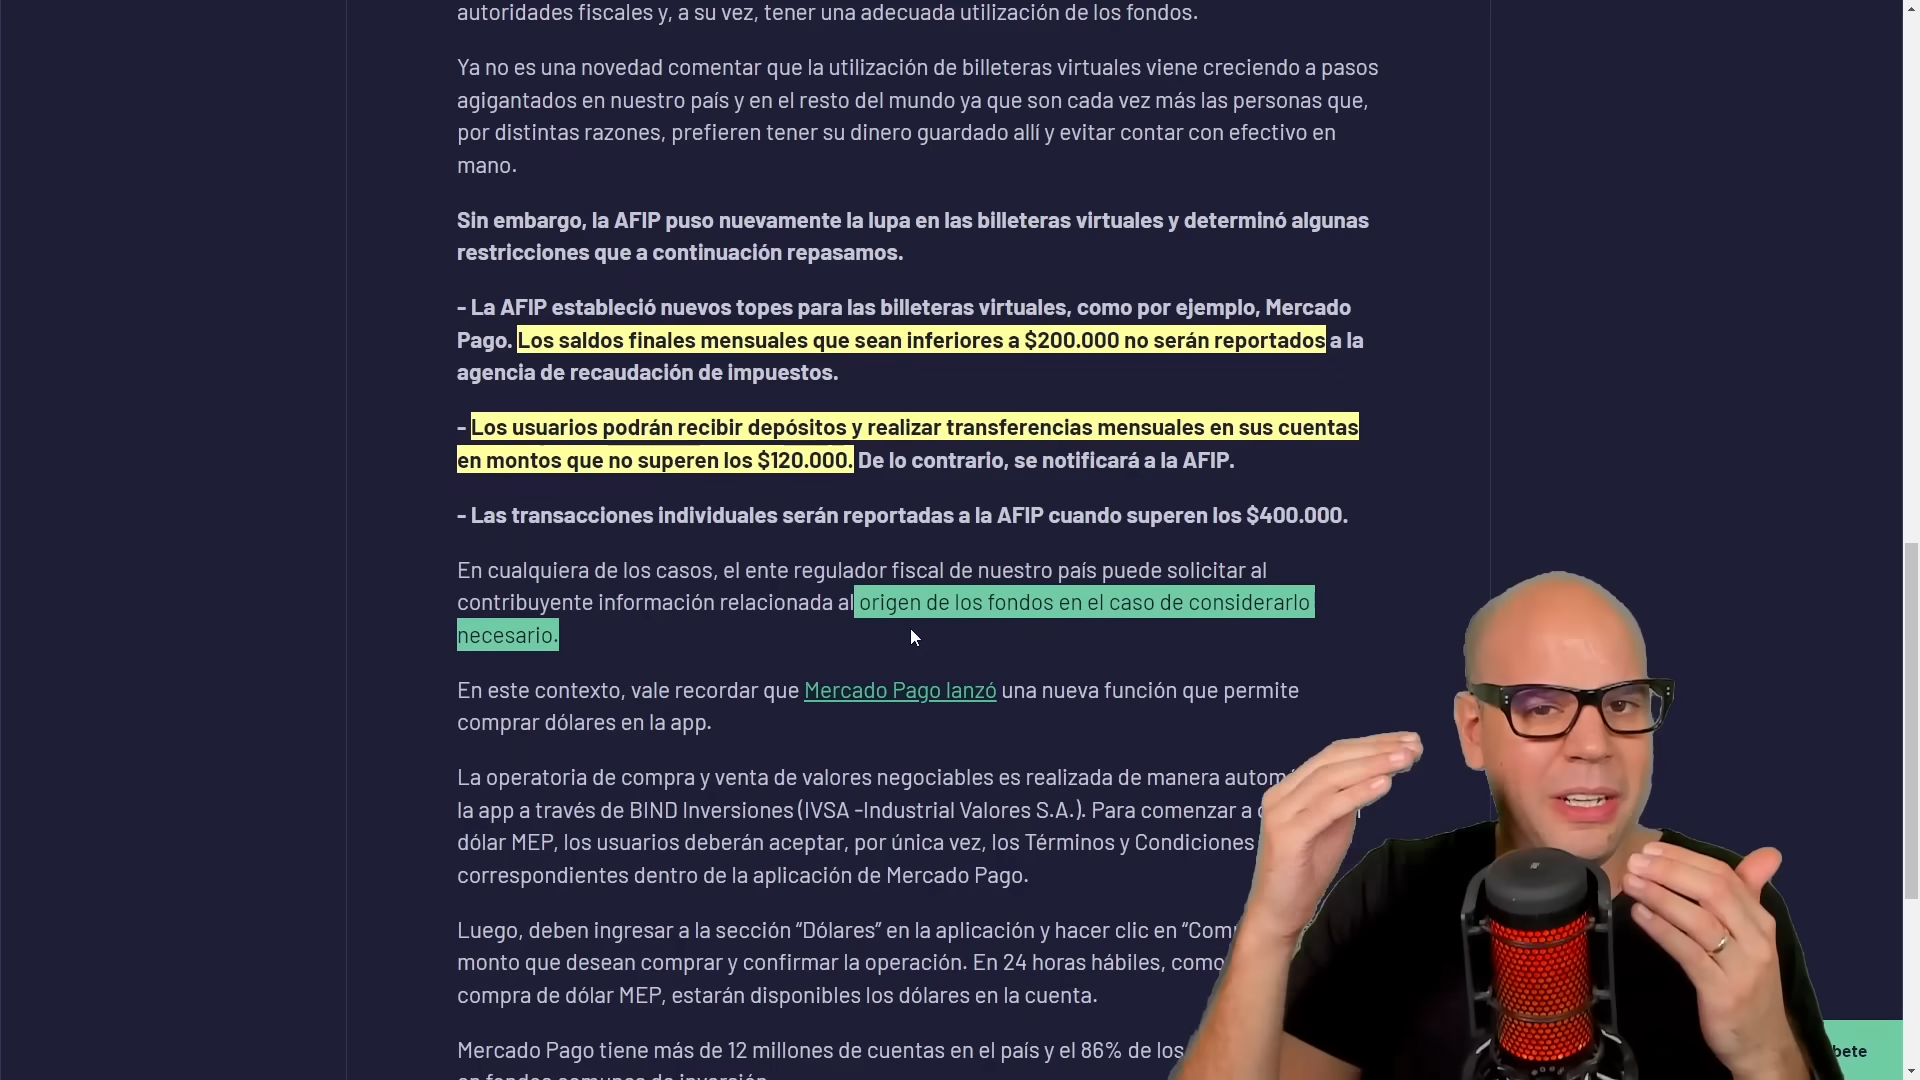 autoridades fiscales y, a su vez, tener una adecuada utilización de los fondos.
Ya no es una novedad comentar que la utilización de billeteras virtuales viene creciendo a pasos
agigantados en nuestro país y en el resto del mundo ya que son cada vez más las personas que,
por distintas razones, prefieren tener su dinero guardado allí y evitar contar con efectivo en
mano.
Sin embargo, la AFIP puso nuevamente la lupa en las billeteras virtuales y determinó algunas
restricciones que a continuación repasamos.
- La AFIP estableció nuevos topes para las billeteras virtuales, como por ejemplo, Mercado
Pago. Los saldos finales mensuales que sean inferiores a $200.000 no serán reportados a la
agencia de recaudación de impuestos.
- Los usuarios podrán recibir depósitos y realizar transferencias mensuales en sus cuentas
en montos que no superen los $120.000. De lo contrario, se notificará a la AFIP.
- Las transacciones individuales serán reportadas a la AFIP cuando superen los $400.000.
En cualquiera de los casos, el ente regulador fiscal de nuestro país puede solicitar al
contribuyente información relacionada al origen de los fondos en el caso de considerarlo
necesario.
En este contexto, vale recordar que Mercado Pago lanzó una nueva función que permite
comprar dólares en la app.
La operatoria de compra y venta de valores negociables es realizada de manera
la app a través de BIND Inversiones (IVSA -Industrial Valores S.A.). Para comenzar a
dólar MEP, los usuarios deberán aceptar, por única vez, los Términos y Condiciones
correspondientes dentro de la aplicación de Mercado Pago.
Luego, deben ingresar a la sección “Dólares” en la aplicación y hacer clic en
monto que desean comprar y confirmar la operación. En 24 horas hábiles, como
compra de dólar MEP, estarán disponibles los dólares en la cuenta.
Mercado Pago tiene más de 12 millones de cuentas en el país y el 86% de los
en fondos comunes de inversión.